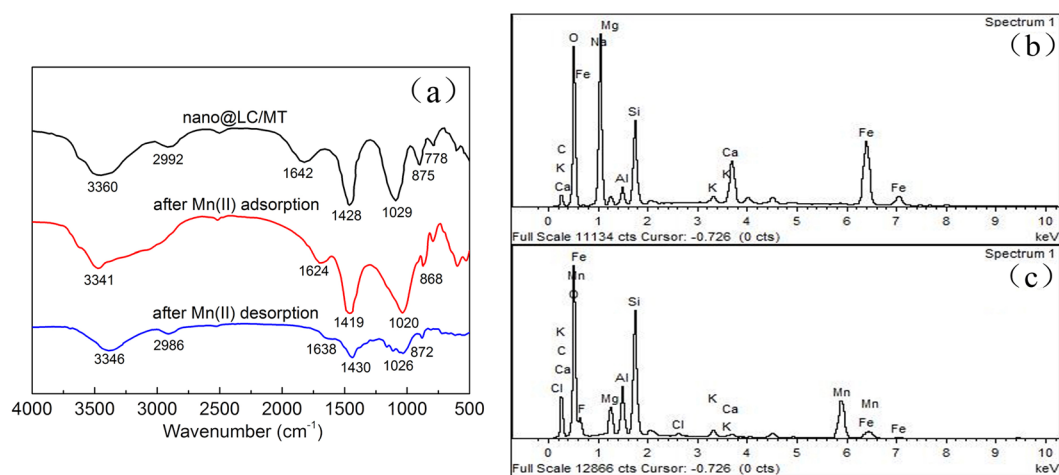 (a)
nano@LC/MT
3360
2992
1642
1428
1029
875
778
after Mn(II) adsorption
3341
1624
1419
1020
868
after Mn(II) desorption
3346
2986
1638
1430
1026
872
4000 3500 3000 2500 2000 1500 1000 500
Wavenumber (cm⁻¹)
Spectrum 1
(b)
O
Mg
Na
Fe
Si
Fe
C
K
Ca
Al
K
Ca
K
Fe
0 1 2 3 4 5 6 7 8 9 10
Full Scale 11134 cts Cursor: -0.726 (0 cts)
keV
Spectrum 1
(c)
Fe
Mn
O
Si
K
C
Ca
Cl
F
Mg
Al
Cl
K
Ca
K
Mn
Mn
Fe
Fe
0 1 2 3 4 5 6 7 8 9 10
Full Scale 12866 cts Cursor: -0.726 (0 cts)
keV